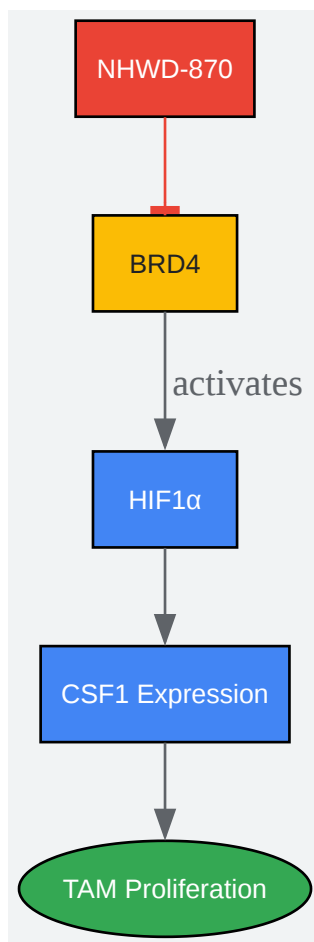 NHWD-870
BRD4
activates
HIF1α
CSF1 Expression
TAM Proliferation